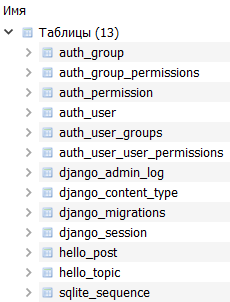 Имя
Таблицы (13)
auth_group
auth_group_permissions
auth_permission
auth_user
auth_user_groups
auth_user_user_permissions
django_admin_log
django_content_type
django_migrations
django_session
hello_post
hello_topic
sqlite_sequence